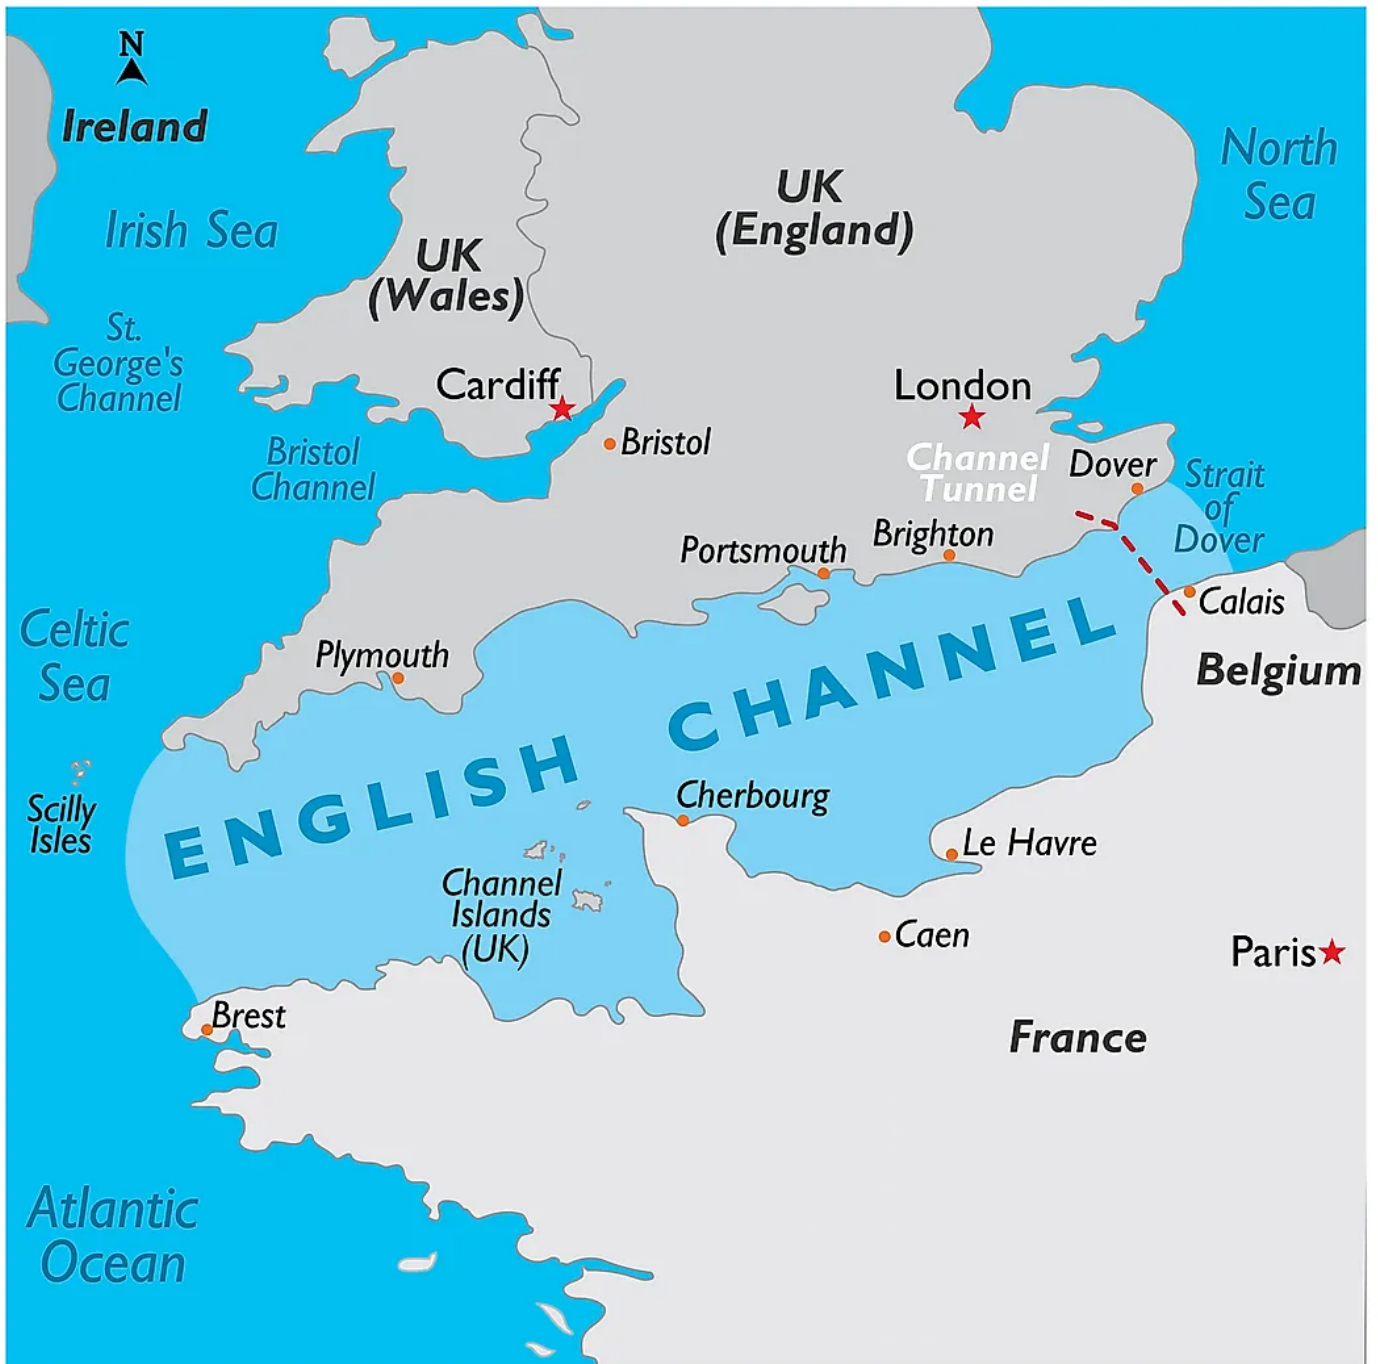 N
Ireland
Irish Sea
St.
George's
Channel
UK
(Wales)
UK
(England)
North
Sea
Cardiff
Bristol
Bristol
Channel
London
Channel
Tunnel
Dover
Strait
of
Dover
Portsmouth
Brighton
Calais
Belgium
Celtic
Sea
Plymouth
ENGLISH CHANNEL
Scilly
Isles
Cherbourg
Le Havre
Channel
Islands
(UK)
Caen
Paris
Brest
France
Atlantic
Ocean